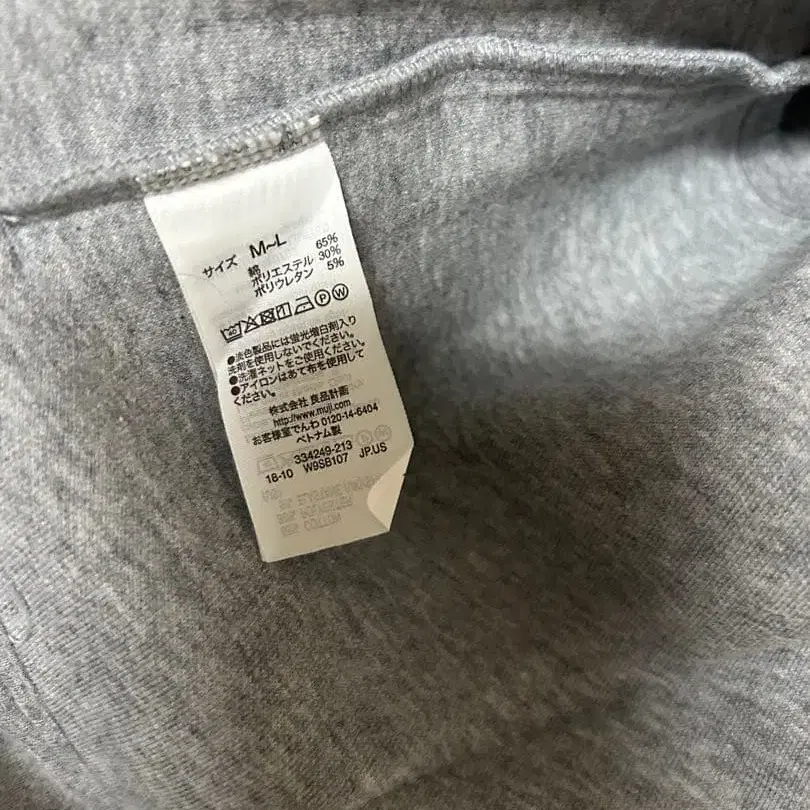 サイズ M~L
綿 65%
ポリエステル 30%
ポリウレタン 5%
40 P W
●淡色製品には蛍光増白剤入り
洗剤を使用しないでください。
●洗濯ネットをご使用ください。
●アイロンはあて布を使用して
ください。
株式会社 良品計画
http://www.muji.com
お客様室でんわ 0120-14-6404
ベトナム製
334249-213
18-10 W9SB107 JP.US